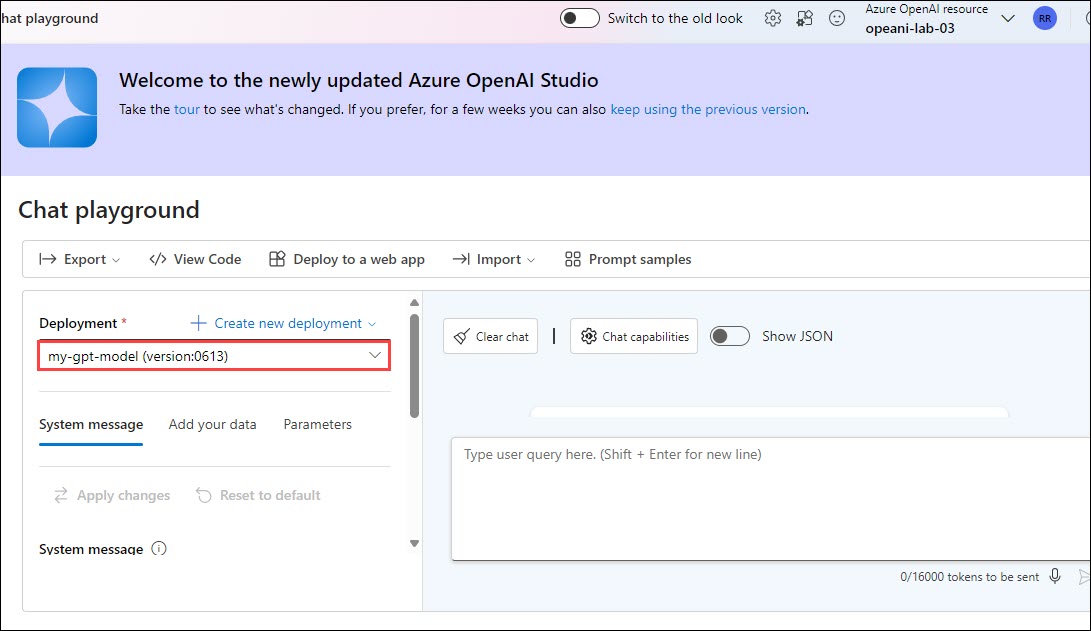 hat playground
Switch to the old look
Azure OpenAI resource
opeani-lab-03
RR
Welcome to the newly updated Azure OpenAI Studio
Take the tour to see what's changed. If you prefer, for a few weeks you can also keep using the previous version.
Chat playground
Export
</> View Code
Deploy to a web app
Import
Prompt samples
Deployment *
Create new deployment
my-gpt-model (version:0613)
System message
Add your data
Parameters
Apply changes
Reset to default
System message
Clear chat
Chat capabilities
Show JSON
Type user query here. (Shift + Enter for new line)
0/16000 tokens to be sent